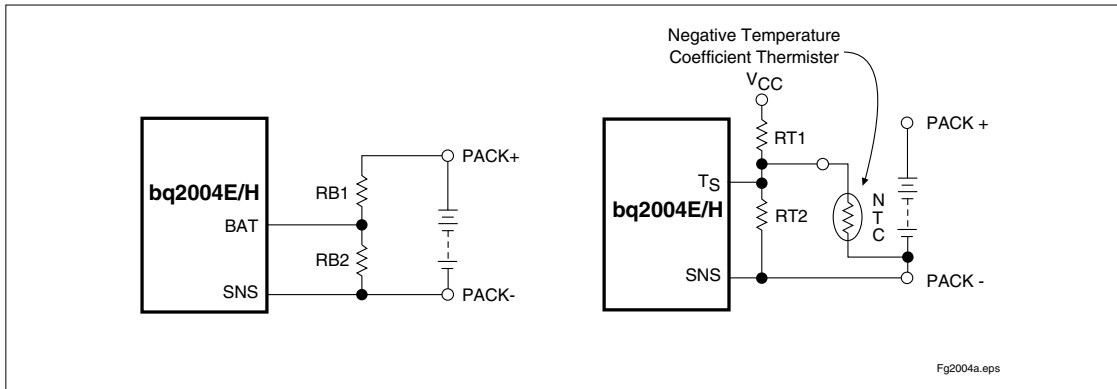 bq2004E/H
BAT
SNS
RB1
RB2
PACK+
PACK-
Negative Temperature
Coefficient Thermister
VCC
bq2004E/H
TS
SNS
RT1
RT2
N
T
C
PACK +
PACK -
Fg2004a.eps